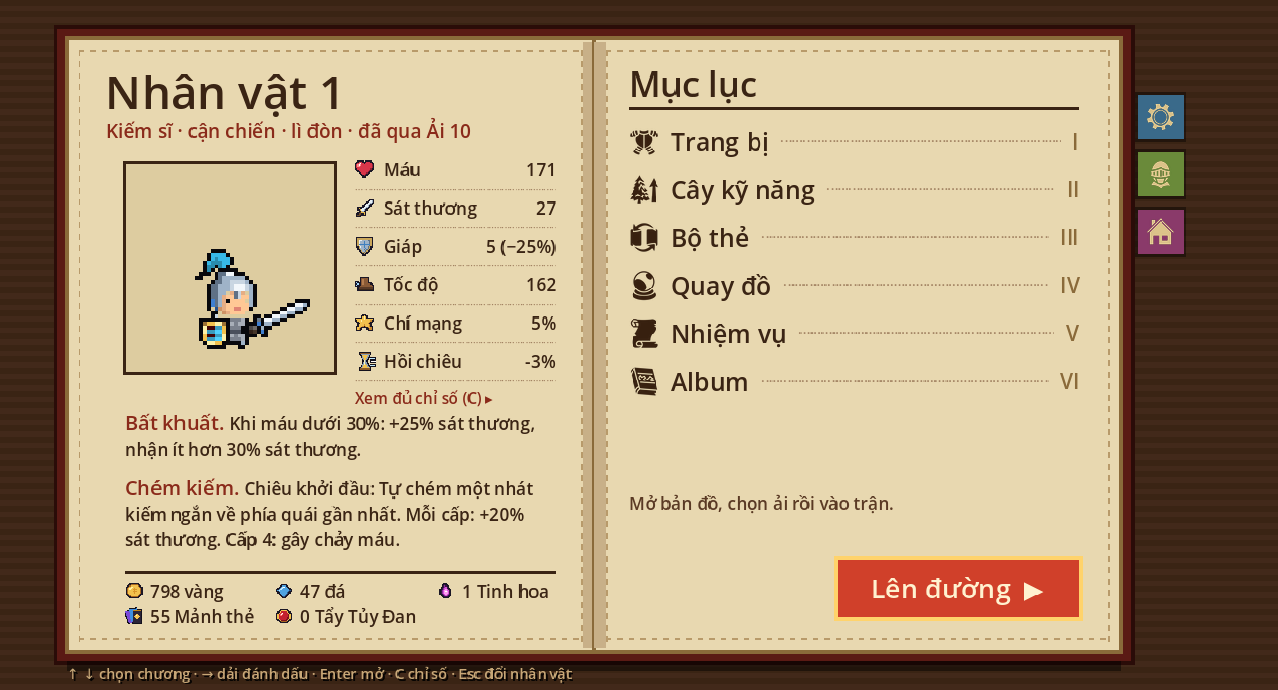 Nhân vật 1
Kiếm sĩ · cận chiến · lì đòn · đã qua Ải 10
Máu 171
Sát thương 27
Giáp 5 (−25%)
Tốc độ 162
Chí mạng 5%
Hồi chiêu -3%
Xem đủ chỉ số (C) ▸
Bất khuất. Khi máu dưới 30%: +25% sát thương,
nhận ít hơn 30% sát thương.
Chém kiếm. Chiêu khởi đầu: Tự chém một nhát
kiếm ngắn về phía quái gần nhất. Mỗi cấp: +20%
sát thương. Cấp 4: gây chảy máu.
798 vàng 47 đá 1 Tinh hoa
55 Mảnh thẻ 0 Tẩy Tủy Đan
Mục lục
Trang bị I
Cây kỹ năng II
Bộ thẻ III
Quay đồ IV
Nhiệm vụ V
Album VI
Mở bản đồ, chọn ải rồi vào trận.
Lên đường ▶
↑ ↓ chọn chương · → dải đánh dấu · Enter mở · C chỉ số · Esc đổi nhân vật